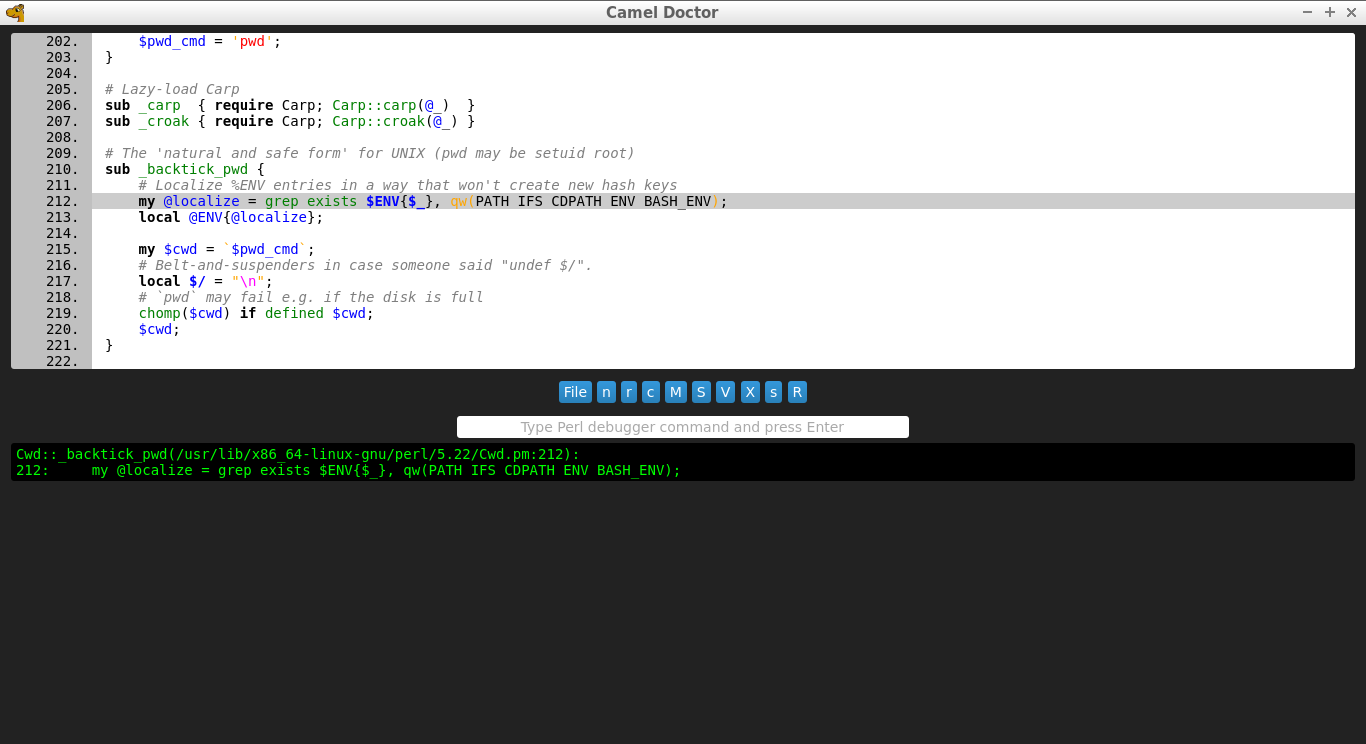 Camel Doctor
202.     $pwd_cmd = 'pwd';
203. }
204.
205. # Lazy-load Carp
206. sub _carp  { require Carp; Carp::carp(@_)  }
207. sub _croak { require Carp; Carp::croak(@_) }
208.
209. # The 'natural and safe form' for UNIX (pwd may be setuid root)
210. sub _backtick_pwd {
211.     # Localize %ENV entries in a way that won't create new hash keys
212.     my @localize = grep exists $ENV{$_}, qw(PATH IFS CDPATH ENV BASH_ENV);
213.     local @ENV{@localize};
214.
215.     my $cwd = `$pwd_cmd`;
216.     # Belt-and-suspenders in case someone said "undef $/".
217.     local $/ = "\n";
218.     # `pwd` may fail e.g. if the disk is full
219.     chomp($cwd) if defined $cwd;
220.     $cwd;
221. }
222.
File n r c M S V X s R
Type Perl debugger command and press Enter
Cwd::_backtick_pwd(/usr/lib/x86_64-linux-gnu/perl/5.22/Cwd.pm:212):
212:     my @localize = grep exists $ENV{$_}, qw(PATH IFS CDPATH ENV BASH_ENV);